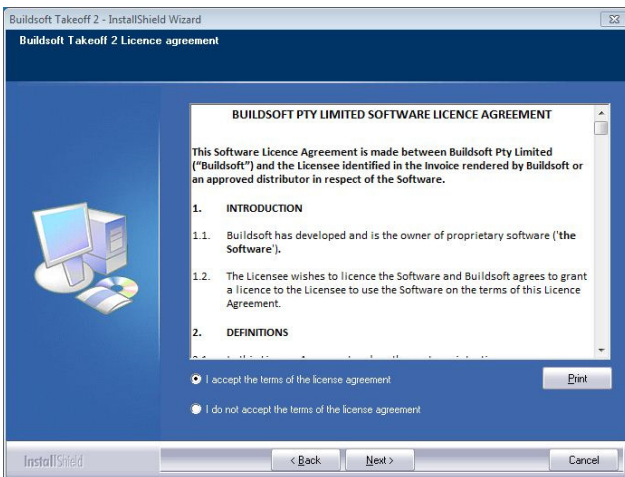 Buildsoft Takeoff 2 - InstallShield Wizard
Buildsoft Takeoff 2 Licence agreement
BUILDSOFT PTY LIMITED SOFTWARE LICENCE AGREEMENT
This Software Licence Agreement is made between Buildsoft Pty Limited
("Buildsoft") and the Licensee identified in the Invoice rendered by Buildsoft or
an approved distributor in respect of the Software.
1. INTRODUCTION
1.1. Buildsoft has developed and is the owner of proprietary software ('the
Software').
1.2. The Licensee wishes to licence the Software and Buildsoft agrees to grant
a licence to the Licensee to use the Software on the terms of this Licence
Agreement.
2. DEFINITIONS
I accept the terms of the license agreement
Print
I do not accept the terms of the license agreement
InstallShield
< Back
Next >
Cancel